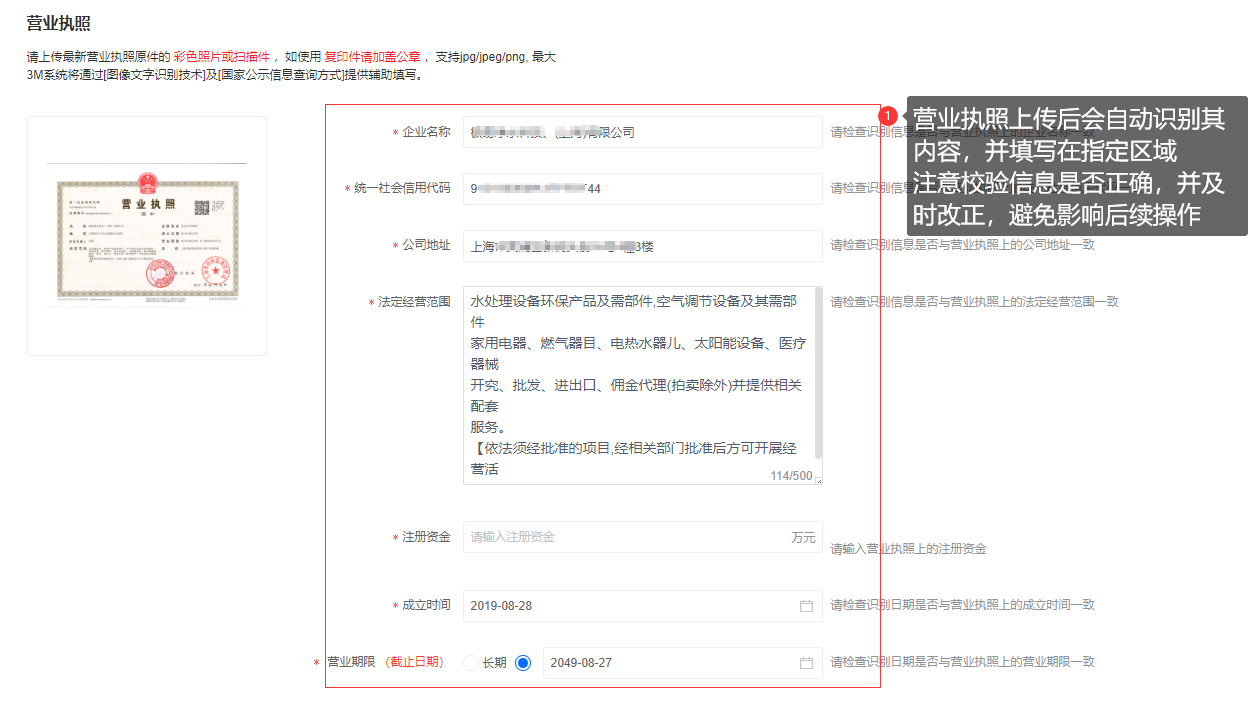 营业执照
请上传最新营业执照原件的 彩色照片或扫描件 ，如使用 复印件请加盖公章 ，支持jpg/jpeg/png, 最大
3M系统将通过[图像文字识别技术]及[国家公示信息查询方式]提供辅助填写。
营业执照
* 企业名称
限公司
请检查识别信息是否与营业执照上的企业名称一致
1
营业执照上传后会自动识别其
内容，并填写在指定区域
注意校验信息是否正确，并及
时改正，避免影响后续操作
* 统一社会信用代码
9
44
请检查识别信息
* 公司地址
上海
3楼
请检查识别信息是否与营业执照上的公司地址一致
* 法定经营范围
水处理设备环保产品及需部件,空气调节设备及其需部
件
家用电器、燃气器目、电热水器儿、太阳能设备、医疗
器械
开究、批发、进出口、佣金代理(拍卖除外)并提供相关
配套
服务。
【依法须经批准的项目,经相关部门批准后方可开展经
营活
114/500
请检查识别信息是否与营业执照上的法定经营范围一致
* 注册资金
请输入注册资金
万元
请输入营业执照上的注册资金
* 成立时间
2019-08-28
请检查识别日期是否与营业执照上的成立时间一致
* 营业期限 （截止日期）
长期
2049-08-27
请检查识别日期是否与营业执照上的营业期限一致